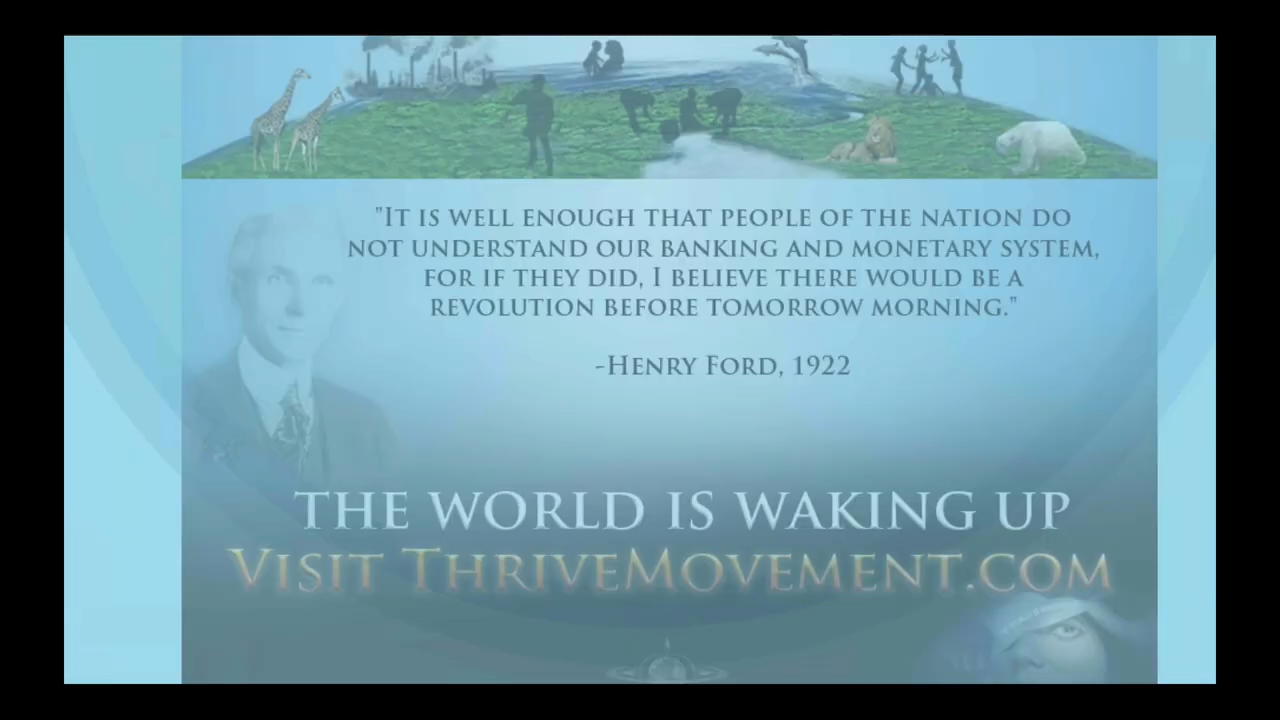 "It is well enough that people of the nation do
not understand our banking and monetary system,
for if they did, I believe there would be a
revolution before tomorrow morning."
-Henry Ford, 1922
THE WORLD IS WAKING UP
Visit ThriveMovement.com